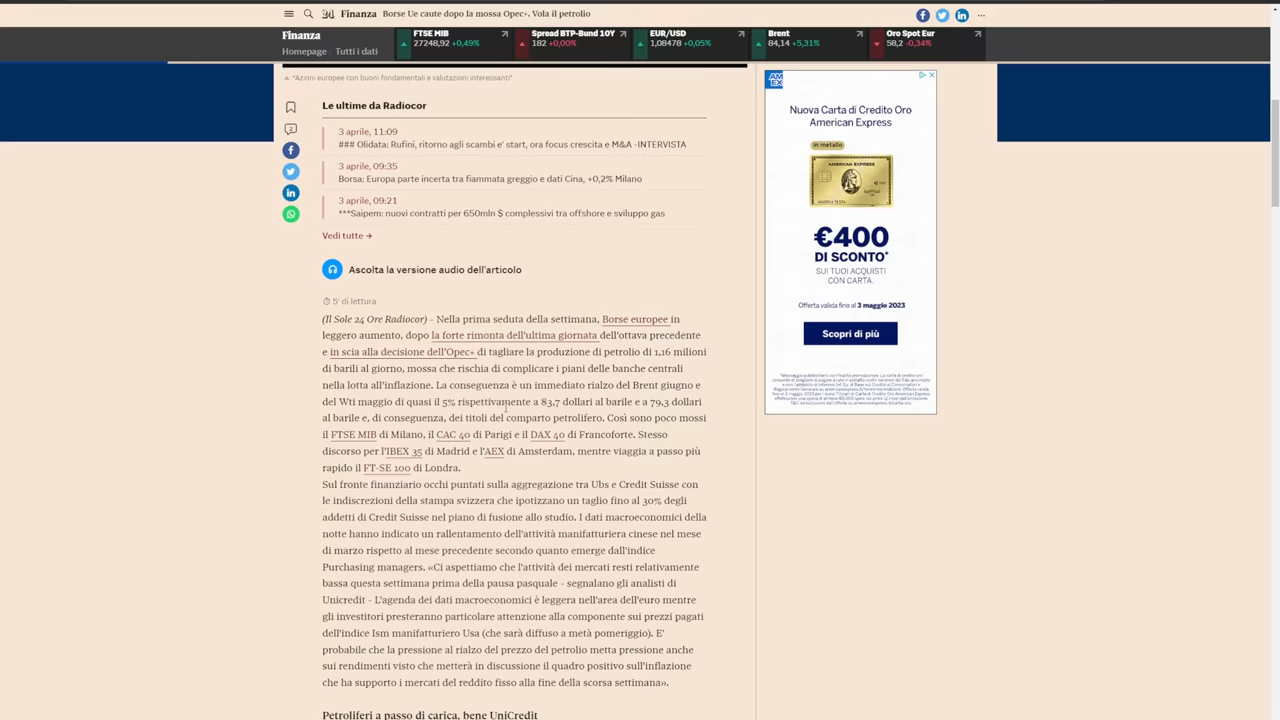 Finanza Borse Ue caute dopo la mossa Opec+. Vola il petrolio
Finanza
Homepage Tutti i dati
FTSE MIB
27248,92 +0,49%
Spread BTP-Bund 10Y
182 +0,00%
EUR/USD
1,08478 +0,05%
Brent
84,14 +5,31%
Oro Spot Eur
58,2 -0,34%
"Azioni europee con buoni fondamentali e valutazioni interessanti"
Le ultime da Radiocor
3 aprile, 11:09
### Olidata: Rufini, ritorno agli scambi e' start, ora focus crescita e M&A -INTERVISTA
3 aprile, 09:35
Borsa: Europa parte incerta tra fiammata greggio e dati Cina, +0,2% Milano
3 aprile, 09:21
***Saipem: nuovi contratti per 650mln $ complessivi tra offshore e sviluppo gas
Vedi tutte →
2
Ascolta la versione audio dell'articolo
5' di lettura
(Il Sole 24 Ore Radiocor) - Nella prima seduta della settimana, Borse europee in
leggero aumento, dopo la forte rimonta dell'ultima giornata dell'ottava precedente
e in scia alla decisione dell'Opec+ di tagliare la produzione di petrolio di 1,16 milioni
di barili al giorno, mossa che rischia di complicare i piani delle banche centrali
nella lotta all'inflazione. La conseguenza è un immediato rialzo del Brent giugno e
del Wti maggio di quasi il 5% rispettivamente a 83,7 dollari al barile e a 79,3 dollari
al barile e, di conseguenza, dei titoli del comparto petrolifero. Così sono poco mossi
il FTSE MIB di Milano, il CAC 40 di Parigi e il DAX 40 di Francoforte. Stesso
discorso per l'IBEX 35 di Madrid e l'AEX di Amsterdam, mentre viaggia a passo più
rapido il FT-SE 100 di Londra.
Sul fronte finanziario occhi puntati sulla aggregazione tra Ubs e Credit Suisse con
le indiscrezioni della stampa svizzera che ipotizzano un taglio fino al 30% degli
addetti di Credit Suisse nel piano di fusione allo studio. I dati macroeconomici della
notte hanno indicato un rallentamento dell'attività manifatturiera cinese nel mese
di marzo rispetto al mese precedente secondo quanto emerge dall'indice
Purchasing managers. «Ci aspettiamo che l'attività dei mercati resti relativamente
bassa questa settimana prima della pausa pasquale - segnalano gli analisti di
Unicredit - L'agenda dei dati macroeconomici è leggera nell'area dell'euro mentre
gli investitori presteranno particolare attenzione alla componente sui prezzi pagati
dell'indice Ism manifatturiero Usa (che sarà diffuso a metà pomeriggio). E'
probabile che la pressione al rialzo del prezzo del petrolio metta pressione anche
sui rendimenti visto che metterà in discussione il quadro positivo sull'inflazione
che ha supporto i mercati del reddito fisso alla fine della scorsa settimana».
Petroliferi a passo di carica, bene UniCredit
AM
EX
Nuova Carta di Credito Oro
American Express
in metallo
AMERICAN EXPRESS
€400
DI SCONTO*
SUI TUOI ACQUISTI
CON CARTA.
Offerta valida fino al 3 maggio 2023
Scopri di più